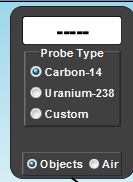 -----
Probe Type
Carbon-14
Uranium-238
Custom
Objects Air